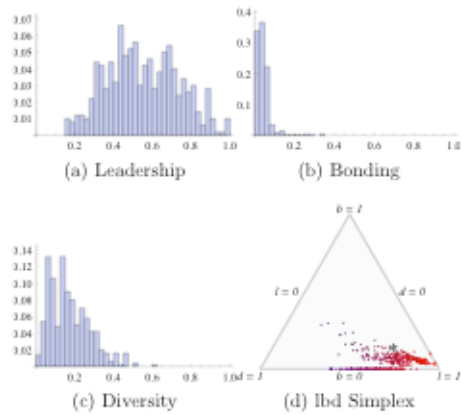 0.07
0.06
0.05
0.04
0.03
0.02
0.01
0.2 0.4 0.6 0.8 1.0
(a) Leadership
0.4
0.3
0.2
0.1
0.2 0.4 0.6 0.8 1.0
(b) Bonding
0.14
0.12
0.10
0.08
0.06
0.04
0.02
0.2 0.4 0.6 0.8 1.0
(c) Diversity
b = 1
l = 0 d = 0
d = 1 b = 0 l = 1
(d) lbd Simplex